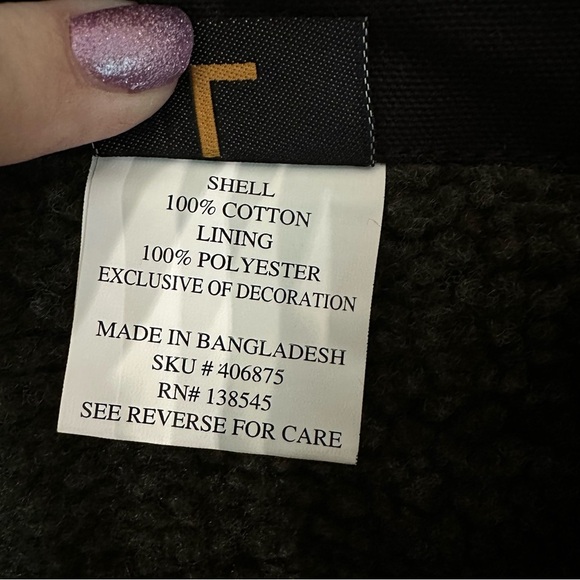 L
SHELL
100% COTTON
LINING
100% POLYESTER
EXCLUSIVE OF DECORATION
MADE IN BANGLADESH
SKU # 406875
RN# 138545
SEE REVERSE FOR CARE